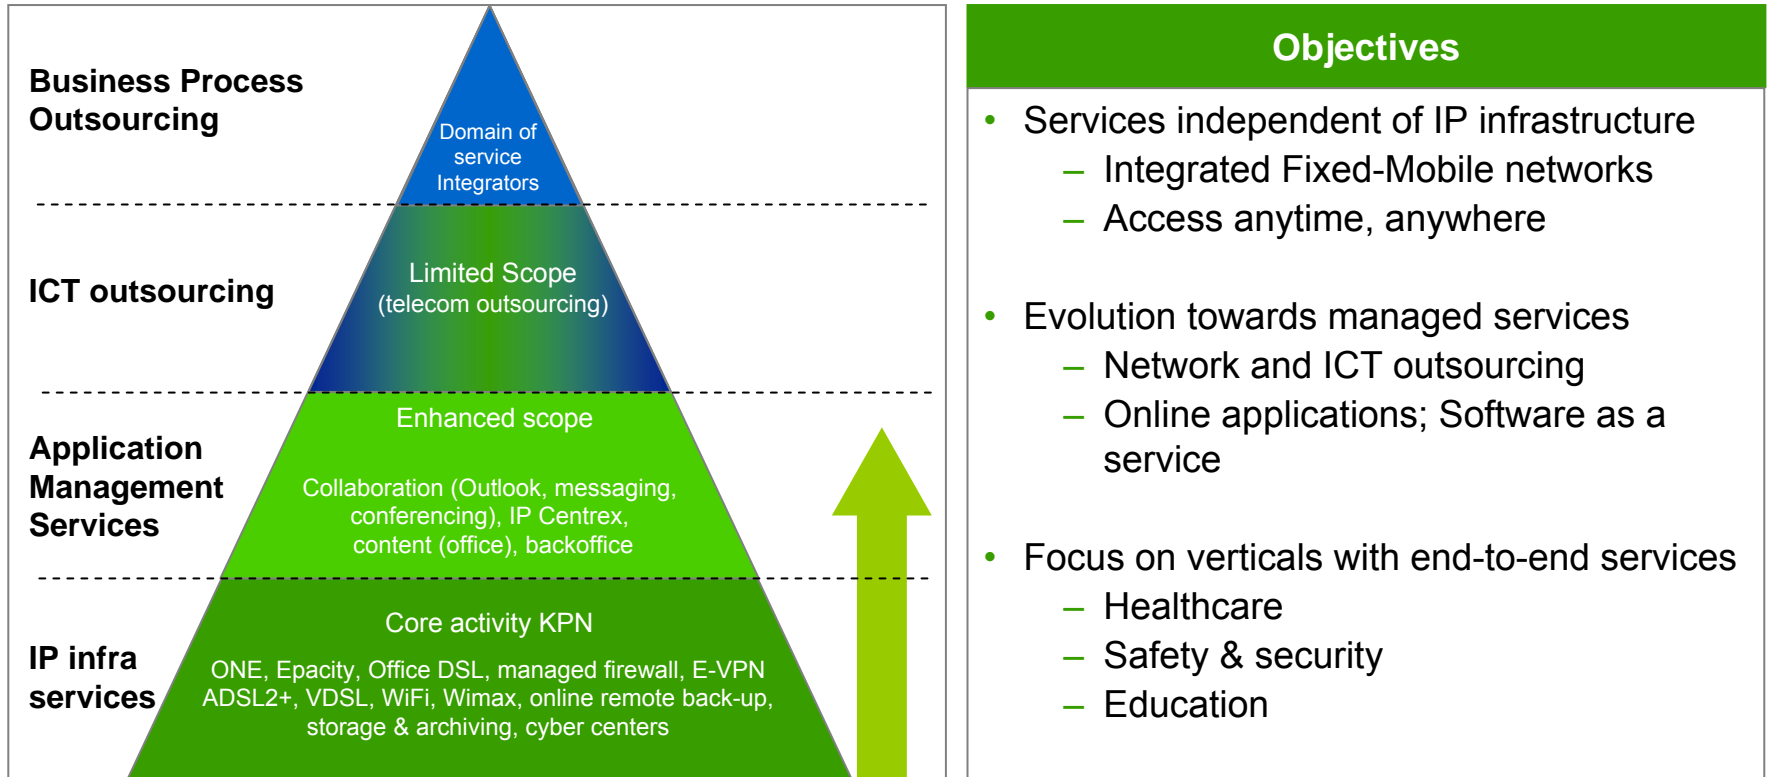 Business Process
Outsourcing
Domain of
service
Integrators
ICT outsourcing
Limited Scope
(telecom outsourcing)
Application
Management
Services
Enhanced scope
Collaboration (Outlook, messaging,
conferencing), IP Centrex,
content (office), backoffice
IP infra
services
Core activity KPN
ONE, Epacity, Office DSL, managed firewall, E-VPN
ADSL2+, VDSL, WiFi, Wimax, online remote back-up,
storage & archiving, cyber centers
Objectives
• Services independent of IP infrastructure
– Integrated Fixed-Mobile networks
– Access anytime, anywhere
• Evolution towards managed services
– Network and ICT outsourcing
– Online applications; Software as a
service
• Focus on verticals with end-to-end services
– Healthcare
– Safety & security
– Education